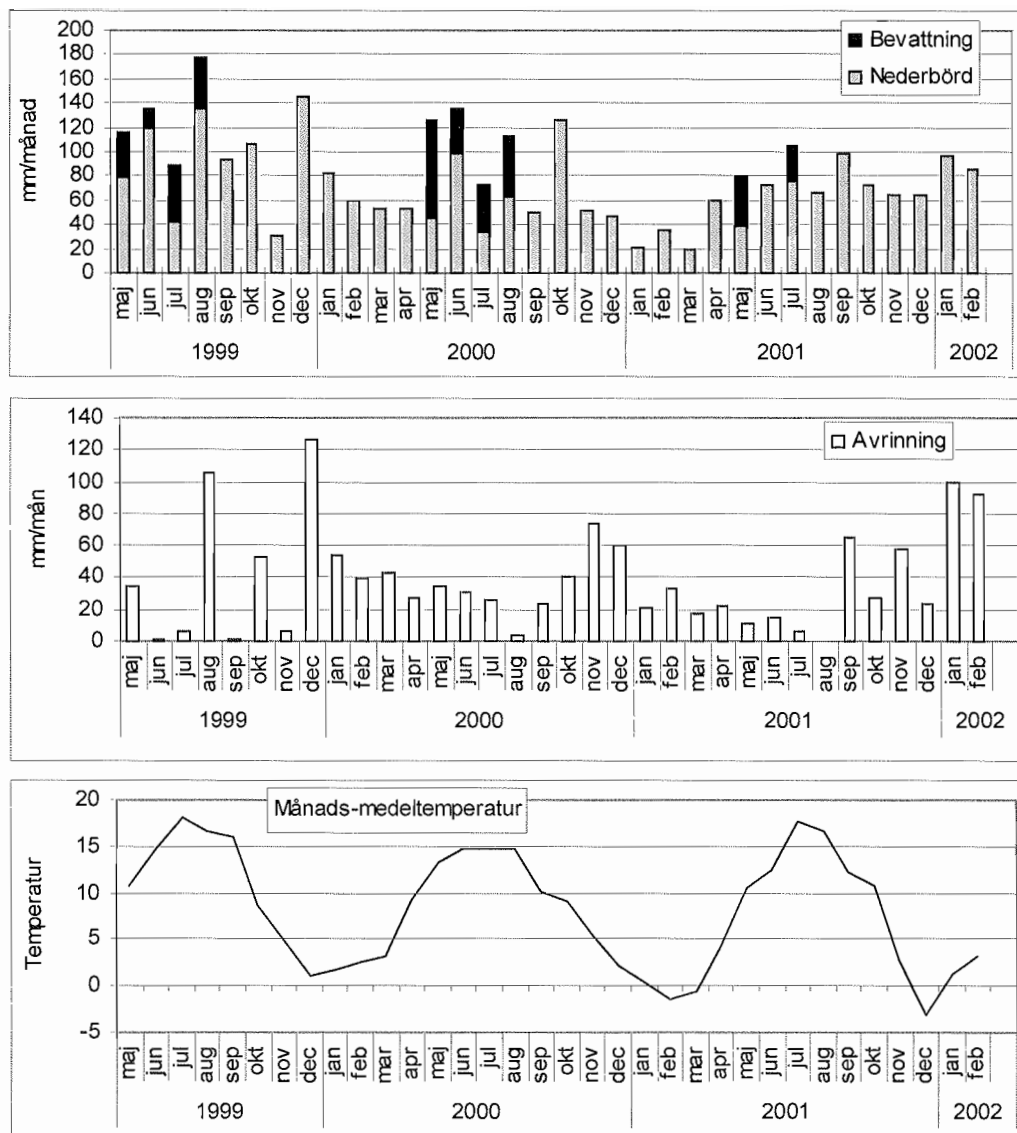 200
180
160
140
120
100
80
60
40
20
0
mm/månad
Bevattning
Nederbörd
maj jun jul aug sep okt nov dec jan feb mar apr maj jun jul aug sep okt nov dec jan feb mar apr maj jun jul aug sep okt nov dec jan feb
1999 2000 2001 2002
140
120
100
80
60
40
20
0
mm/mån
Avrinning
maj jun jul aug sep okt nov dec jan feb mar apr maj jun jul aug sep okt nov dec jan feb mar apr maj jun jul aug sep okt nov dec jan feb
1999 2000 2001 2002
20
15
10
5
0
-5
Temperatur
Månads-medeltemperatur
maj jun jul aug sep okt nov dec jan feb mar apr maj jun jul aug sep okt nov dec jan feb mar apr maj jun jul aug sep okt nov dec jan feb
1999 2000 2001 2002